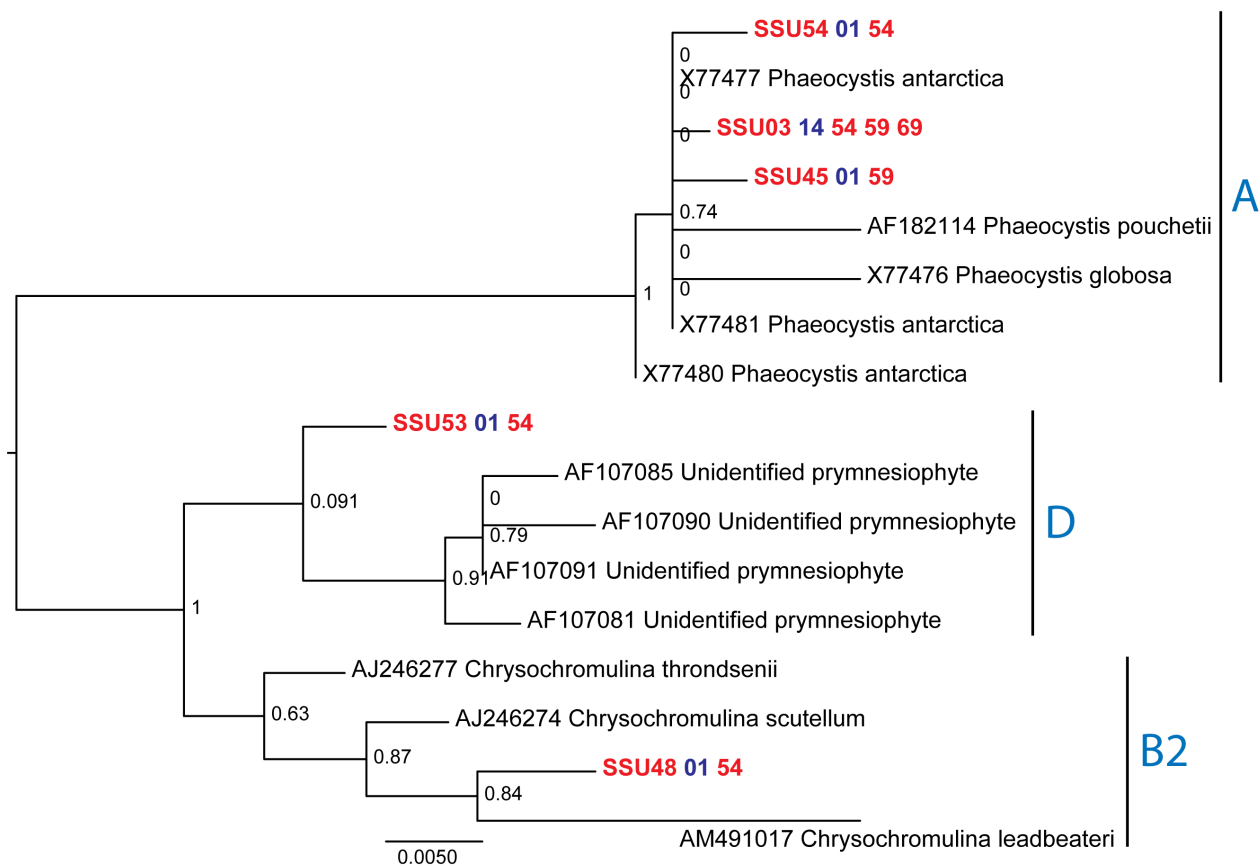 SSU54 01 54
0
X77477 Phaeocystis antarctica
0
SSU03 14 54 59 69
0
SSU45 01 59
A
0.74
AF182114 Phaeocystis pouchetii
0
X77476 Phaeocystis globosa
0
1
X77481 Phaeocystis antarctica
X77480 Phaeocystis antarctica
SSU53 01 54
AF107085 Unidentified prymnesiophyte
0.091
0
AF107090 Unidentified prymnesiophyte
D
0.79
AF107091 Unidentified prymnesiophyte
0.91
1
AF107081 Unidentified prymnesiophyte
AJ246277 Chrysochromulina throndsenii
0.63
AJ246274 Chrysochromulina scutellum
B2
0.87
SSU48 01 54
0.84
AM491017 Chrysochromulina leadbeateri
0.0050